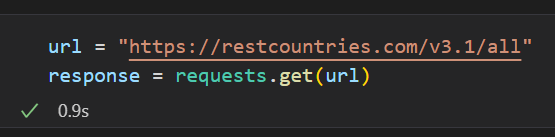 url = "https://restcountries.com/v3.1/all"
response = requests.get(url)
0.9s